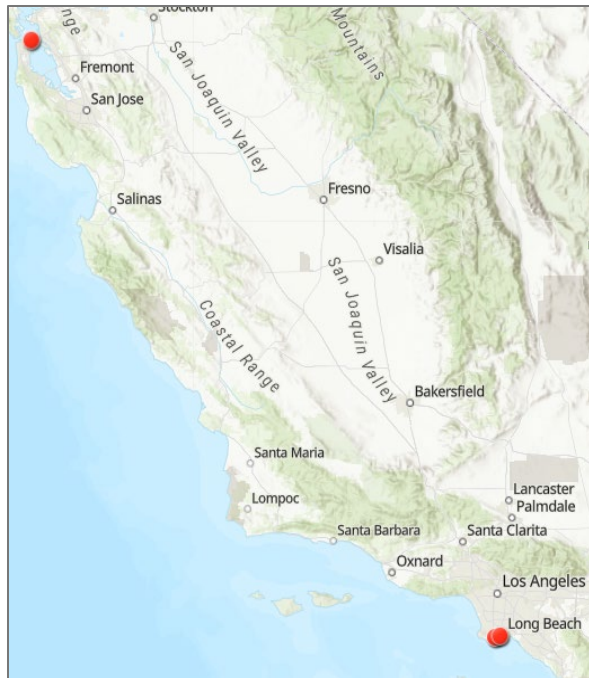 Stockton
nge
Mountains
San Joaquin Valley
Fremont
San Jose
Salinas
Fresno
Visalia
San Joaquin Valley
Coastal Range
Bakersfield
Santa Maria
Lompoc
Lancaster
Palmdale
Santa Barbara
Santa Clarita
Oxnard
Los Angeles
Long Beach